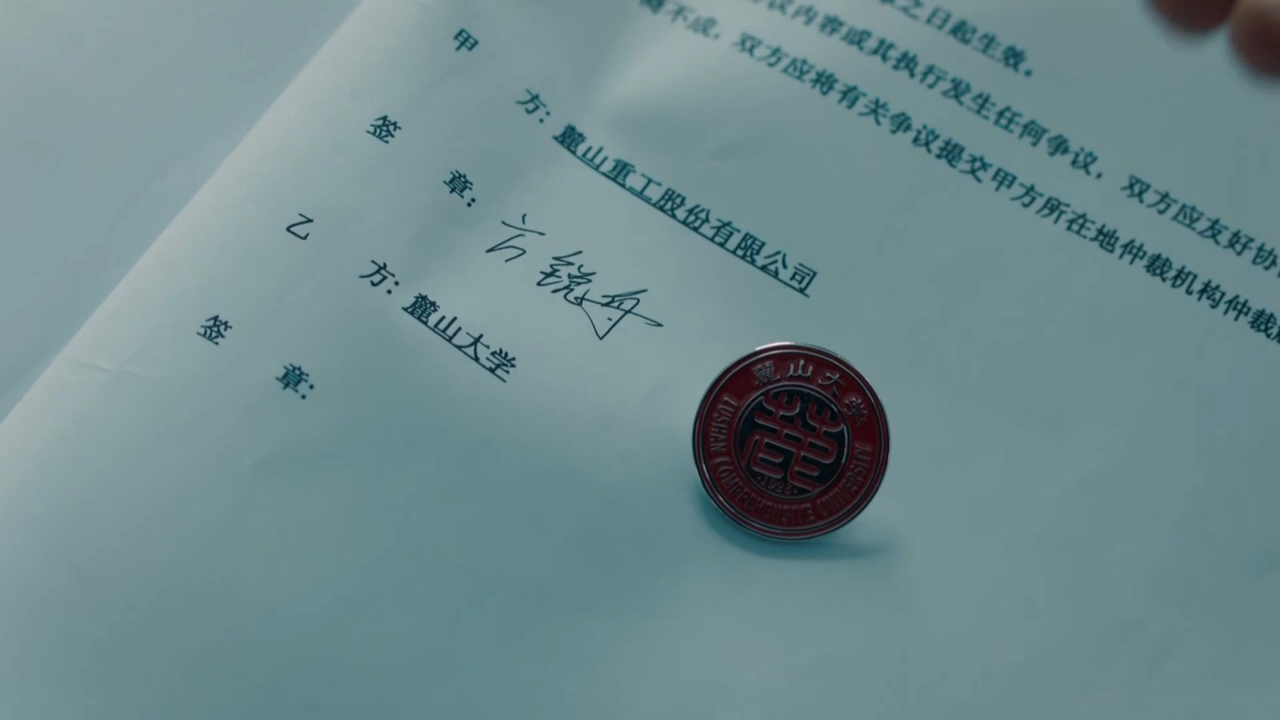 之日起生效。
议内容或其执行发生任何争议，双方应友好协
商不成，双方应将有关争议提交甲方所在地仲裁机构仲裁
甲方：麓山重工股份有限公司
签章：方锐舟
乙方：麓山大学
签章：
麓山大学
LUSHAN COMPREHENSIVE UNIVERSITY